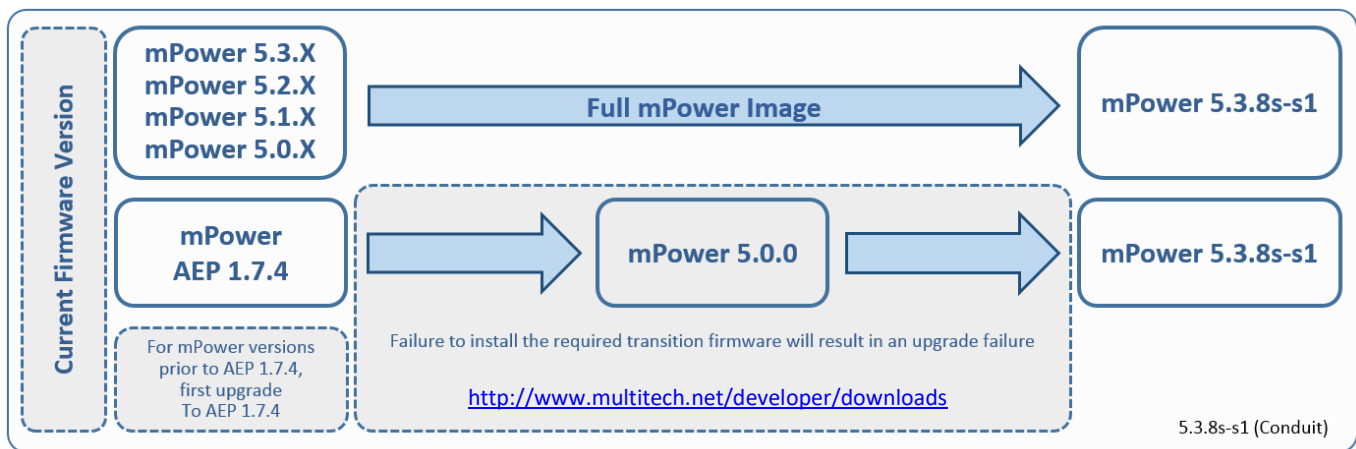 Current Firmware Version
mPower 5.3.X
mPower 5.2.X
mPower 5.1.X
mPower 5.0.X
Full mPower Image
mPower 5.3.8s-s1
mPower
AEP 1.7.4
mPower 5.0.0
mPower 5.3.8s-s1
For mPower versions
prior to AEP 1.7.4,
first upgrade
To AEP 1.7.4
Failure to install the required transition firmware will result in an upgrade failure
http://www.multitech.net/developer/downloads
5.3.8s-s1 (Conduit)